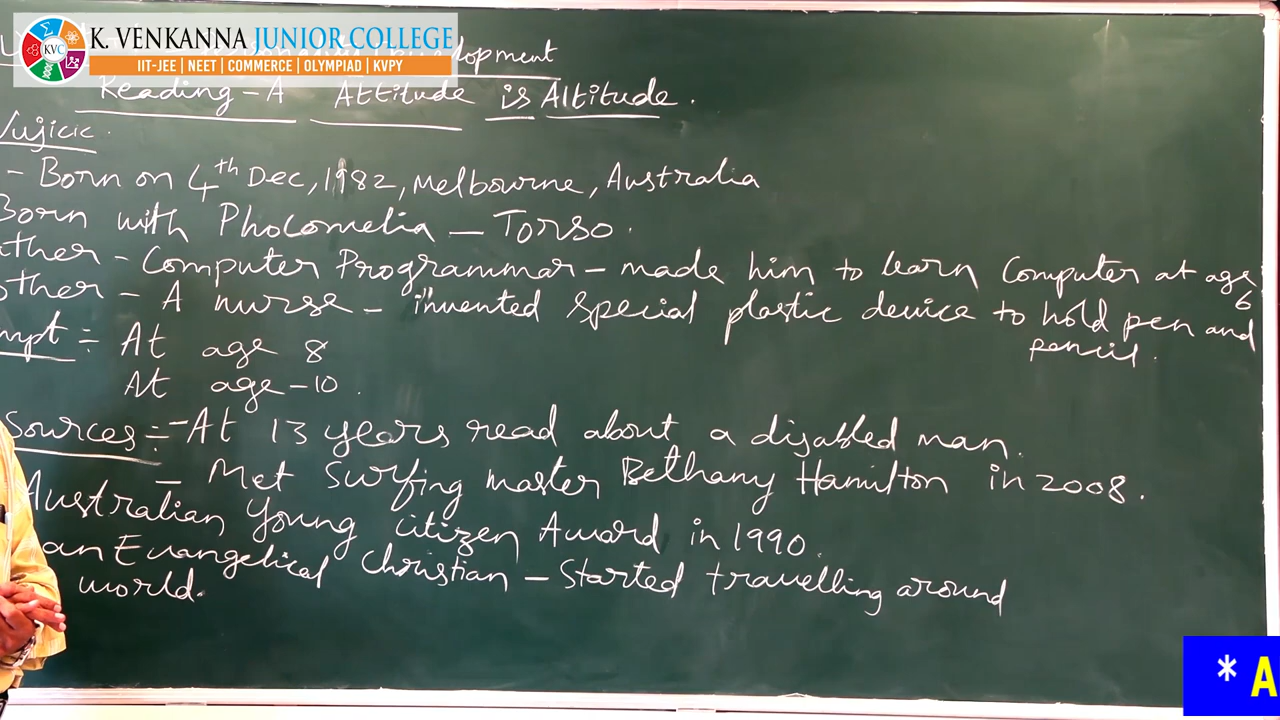 KVC
K. VENKANNA JUNIOR COLLEGE
IIT-JEE | NEET | COMMERCE | OLYMPIAD | KVPY
lopment
Reading - A Attitude is Altitude.
Vujicic.
- Born on 4th Dec, 1982, Melbourne, Australia
Born with Phocomelia - Torso.
ather - Computer Programmar - made him to learn Computer at age 6
other - A nurse - invented special plastic device to hold pen and pencil.
mpt :- At age 8
At age - 10.
Sources :- - At 13 years read about a disabled man.
- Met Surfing master Bethany Hamilton in 2008.
Australian Young citizen Award in 1990.
an Evangelical Christian - Started travelling around
world.
* A